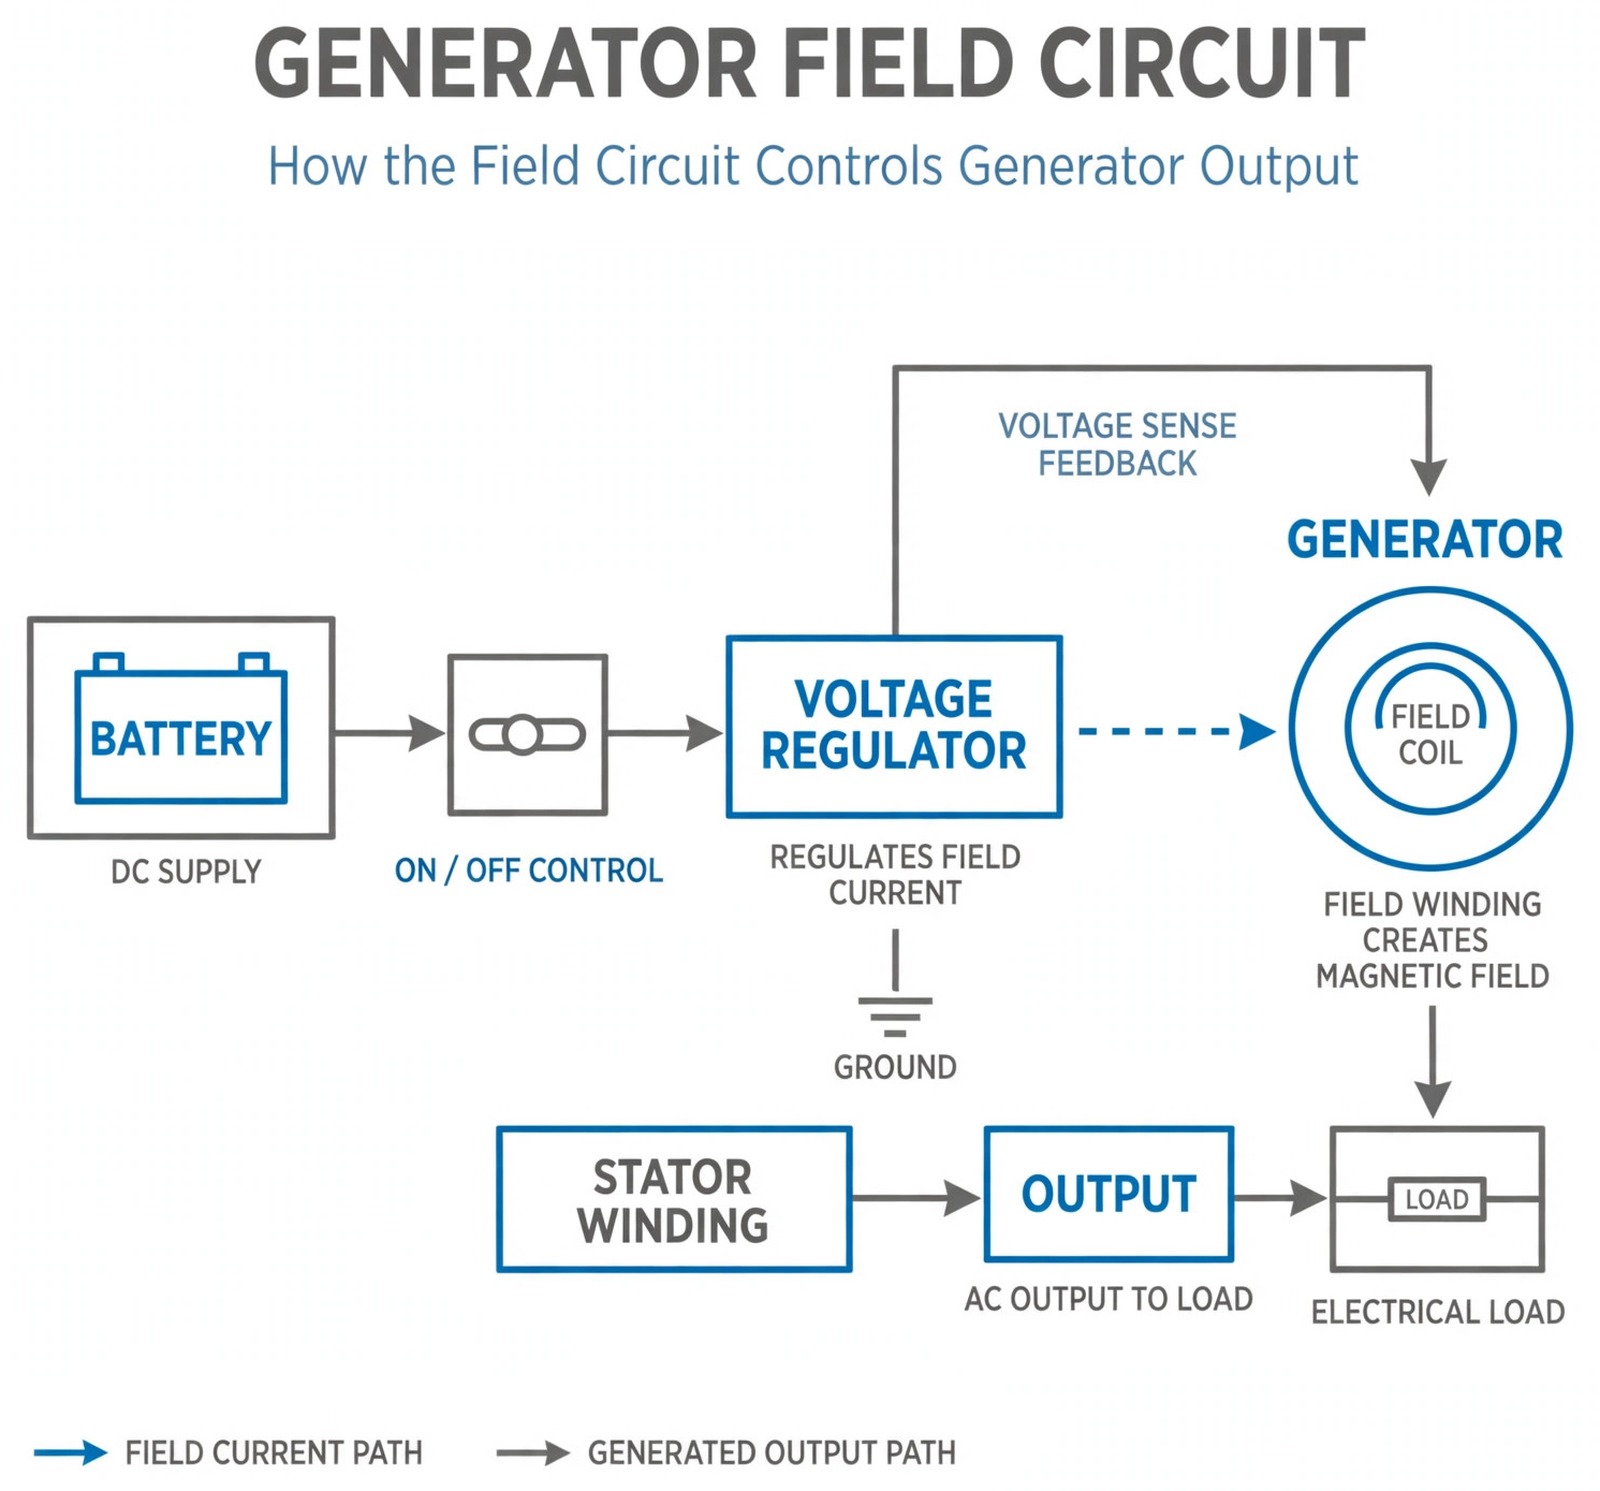 GENERATOR FIELD CIRCUIT
How the Field Circuit Controls Generator Output
VOLTAGE SENSE
FEEDBACK
GENERATOR
BATTERY
VOLTAGE
REGULATOR
FIELD
COIL
DC SUPPLY
ON / OFF CONTROL
REGULATES FIELD
CURRENT
FIELD WINDING
CREATES
MAGNETIC FIELD
GROUND
STATOR
WINDING
OUTPUT
LOAD
AC OUTPUT TO LOAD
ELECTRICAL LOAD
FIELD CURRENT PATH
GENERATED OUTPUT PATH